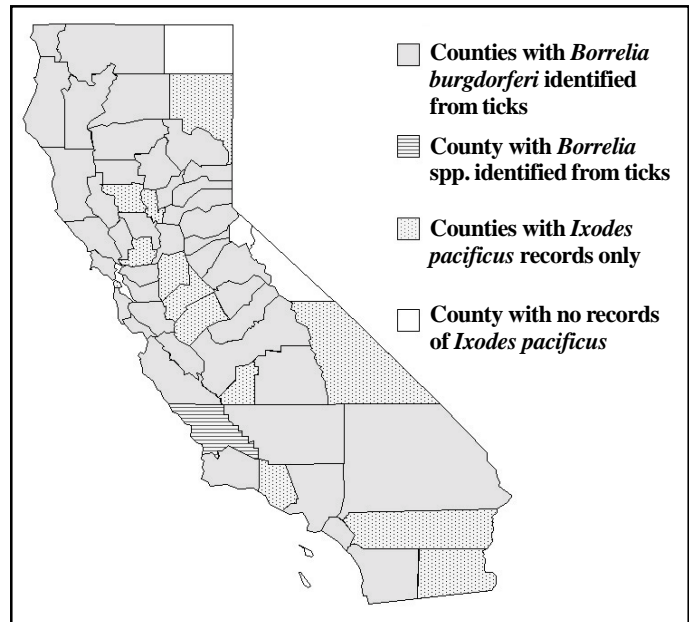 Counties with Borrelia
burgdorferi identified
from ticks
County with Borrelia
spp. identified from ticks
Counties with Ixodes
pacificus records only
County with no records
of Ixodes pacificus